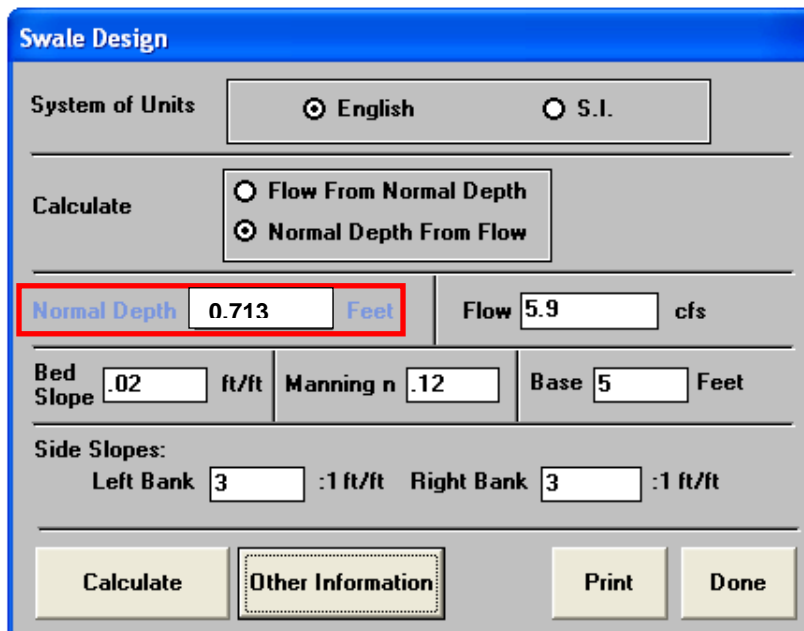 Swale Design
System of Units English S.I.
Calculate
Flow From Normal Depth
Normal Depth From Flow
Normal Depth 0.713 Feet Flow 5.9 cfs
Bed Slope .02 ft/ft Manning n .12 Base 5 Feet
Side Slopes:
Left Bank 3 :1 ft/ft Right Bank 3 :1 ft/ft
Calculate Other Information Print Done